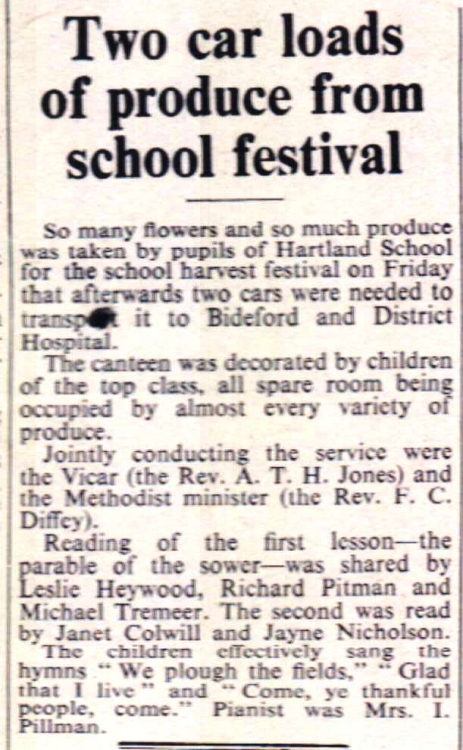 Two car loads
of produce from
school festival
So many flowers and so much produce
was taken by pupils of Hartland School
for the school harvest festival on Friday
that afterwards two cars were needed to
it to Bideford and District
Hospital.
The canteen was decorated by children
of the top class, all spare room being
occupied by almost every variety of
produce.
Jointly conducting the service were
the Vicar (the Rev. A. T. H. Jones) and
the Methodist minister (the Rev. F. C.
Diffey).
Reading of the first lesson—the
parable of the sower—was shared by
Leslie Heywood, Richard Pitman and
Michael Tremeer. The second was read
by Janet Colwill and Jayne Nicholson.
The children effectively sang the
hymns “ We plough the fields,” “ Glad
that I live ” and “ Come, ye thankful
people, come.” Pianist was Mrs. I.
Pillman.